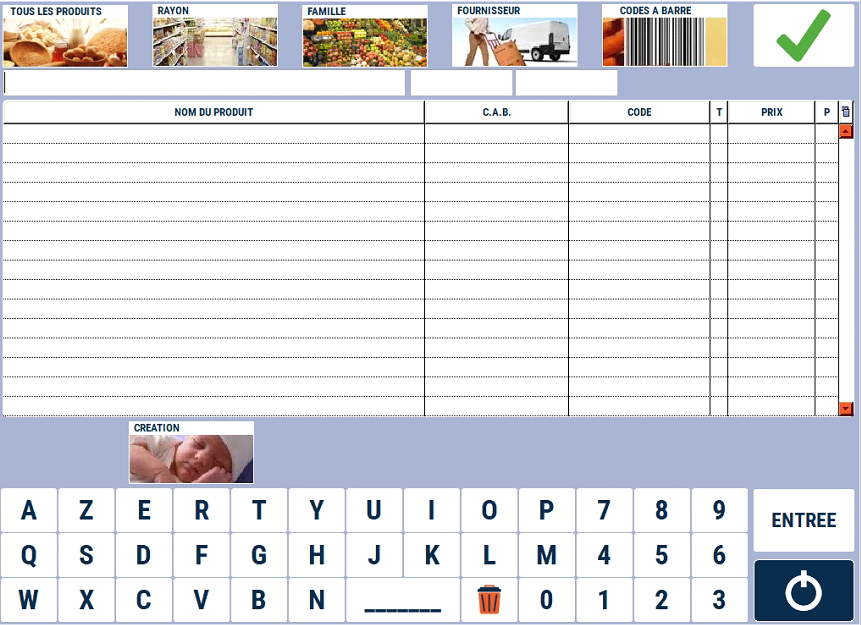 TOUS LES PRODUITS
RAYON
FAMILLE
FOURNISSEUR
CODES A BARRE
NOM DU PRODUIT C.A.B. CODE T PRIX P
CREATION
A Z E R T Y U I O P 7 8 9
ENTREE
Q S D F G H J K L M 4 5 6
W X C V B N _______ 0 1 2 3